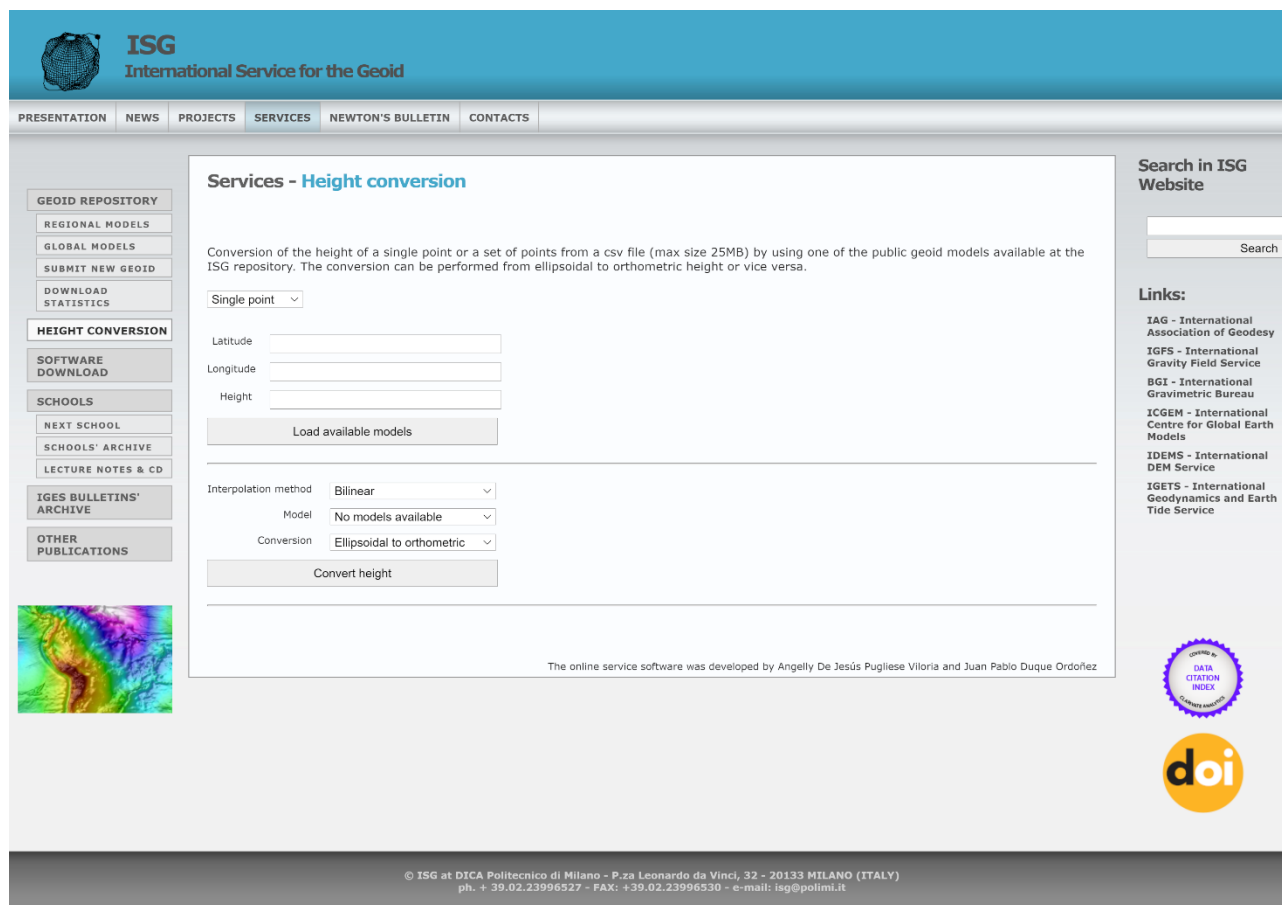 ISG
International Service for the Geoid
PRESENTATION
NEWS
PROJECTS
SERVICES
NEWTON'S BULLETIN
CONTACTS
GEOID REPOSITORY
REGIONAL MODELS
GLOBAL MODELS
SUBMIT NEW GEOID
DOWNLOAD
STATISTICS
HEIGHT CONVERSION
SOFTWARE
DOWNLOAD
SCHOOLS
NEXT SCHOOL
SCHOOLS' ARCHIVE
LECTURE NOTES & CD
IGES BULLETINS'
ARCHIVE
OTHER
PUBLICATIONS
Services - Height conversion
Conversion of the height of a single point or a set of points from a csv file (max size 25MB) by using one of the public geoid models available at the
ISG repository. The conversion can be performed from ellipsoidal to orthometric height or vice versa.
Single point
Latitude
Longitude
Height
Load available models
Interpolation method
Bilinear
Model
No models available
Conversion
Ellipsoidal to orthometric
Convert height
The online service software was developed by Angelly De Jesús Pugliese Viloria and Juan Pablo Duque Ordoñez
Search in ISG
Website
Search
Links:
IAG - International
Association of Geodesy
IGFS - International
Gravity Field Service
BGI - International
Gravimetric Bureau
ICGEM - International
Centre for Global Earth
Models
IDEMS - International
DEM Service
IGETS - International
Geodynamics and Earth
Tide Service
COVERED BY
DATA
CITATION
INDEX
CLARIVATE ANALYTICS
doi
© ISG at DICA Politecnico di Milano - P.za Leonardo da Vinci, 32 - 20133 MILANO (ITALY)
ph. + 39.02.23996527 - FAX: +39.02.23996530 - e-mail: isg@polimi.it